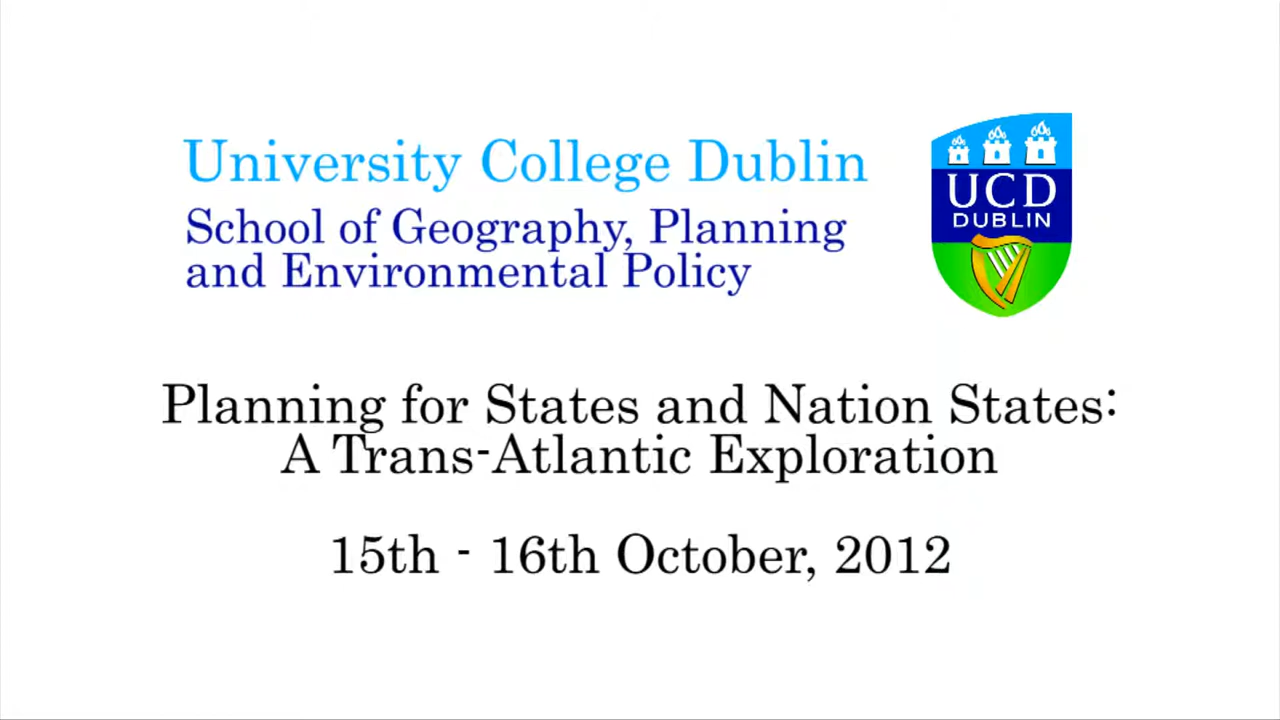 University College Dublin
School of Geography, Planning
and Environmental Policy
UCD
DUBLIN
Planning for States and Nation States:
A Trans-Atlantic Exploration
15th - 16th October, 2012